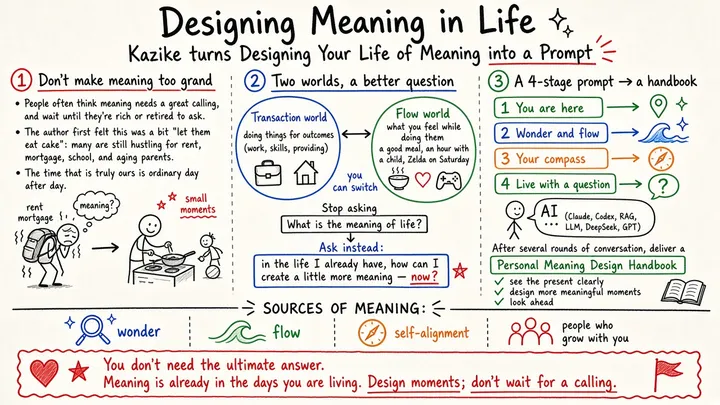 Designing Meaning in Life
Kazike turns Designing Your Life of Meaning into a Prompt
1 Don't make meaning too grand
• People often think meaning needs a great calling,
and wait until they're rich or retired to ask.
• The author first felt this was a bit "let them
eat cake": many are still hustling for rent,
mortgage, school, and aging parents.
• The time that is truly ours is ordinary day
after day.
rent
mortgage
meaning?
small
moments
2 Two worlds, a better question
Transaction world
doing things for outcomes
(work, skills, providing)
Flow world
what you feel while
doing them
a good meal, an hour with
a child, Zelda on Saturday
you
can switch
Stop asking
What is the meaning of life?
Ask instead:
in the life I already have, how can I
create a little more meaning — now?
3 A 4-stage prompt → a handbook
1 You are here
2 Wonder and flow
3 Your compass
4 Live with a question
?
AI (Claude, Codex, RAG,
... LLM, DeepSeek, GPT)
After several rounds of conversation, deliver a
Personal Meaning Design Handbook
✓ see the present clearly
✓ design more meaningful moments
✓ look ahead
SOURCES OF MEANING:
wonder
flow
self-alignment
people who
grow with you
You don't need the ultimate answer.
Meaning is already in the days you are living. Design moments; don't wait for a calling.